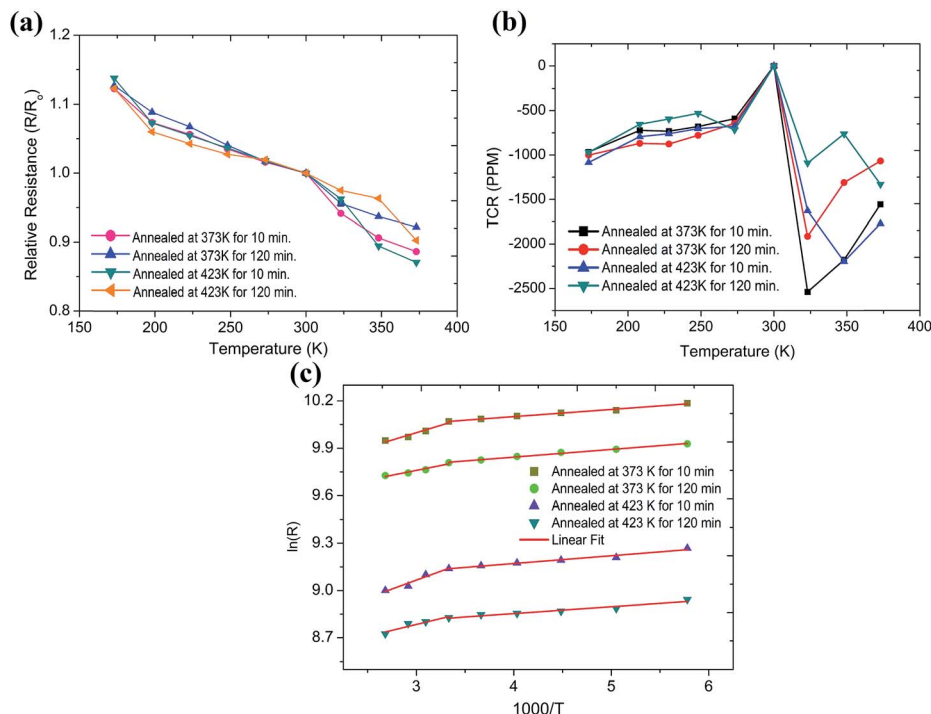 (a)
1.2
1.1
1.0
0.9
0.8
Relative Resistance (R/Ro)
Annealed at 373K for 10 min.
Annealed at 373K for 120 min.
Annealed at 423K for 10 min.
Annealed at 423K for 120 min.
150 200 250 300 350 400
Temperature (K)
(b)
0
-500
-1000
-1500
-2000
-2500
TCR (PPM)
Annealed at 373K for 10 min.
Annealed at 373K for 120 min.
Annealed at 423K for 10 min.
Annealed at 423K for 120 min.
150 200 250 300 350 400
Temperature (K)
(c)
10.2
9.9
9.6
9.3
9.0
8.7
ln(R)
Annealed at 373 K for 10 min
Annealed at 373 K for 120 min
Annealed at 423 K for 10 min
Annealed at 423 K for 120 min
Linear Fit
3 4 5 6
1000/T